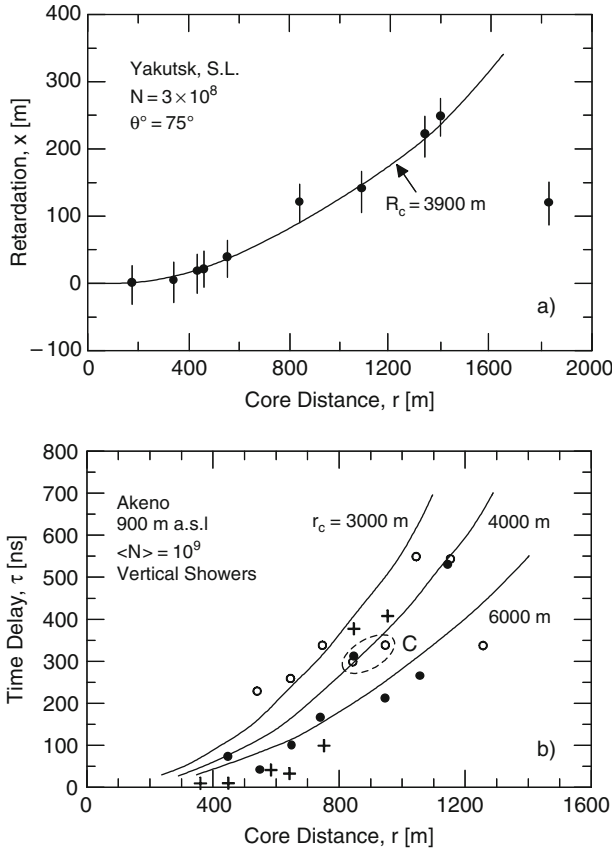 400
300
200
100
0
– 100
Retardation, x [m]
Yakutsk, S.L.
N = 3 × 10⁸
θ° = 75°
R_c = 3900 m
a)
0 400 800 1200 1600 2000
Core Distance, r [m]
800
700
600
500
400
300
200
100
0
Time Delay, τ [ns]
Akeno
900 m a.s.l
<N> = 10⁹
Vertical Showers
r_c = 3000 m
4000 m
6000 m
C
b)
0 400 800 1200 1600
Core Distance, r [m]